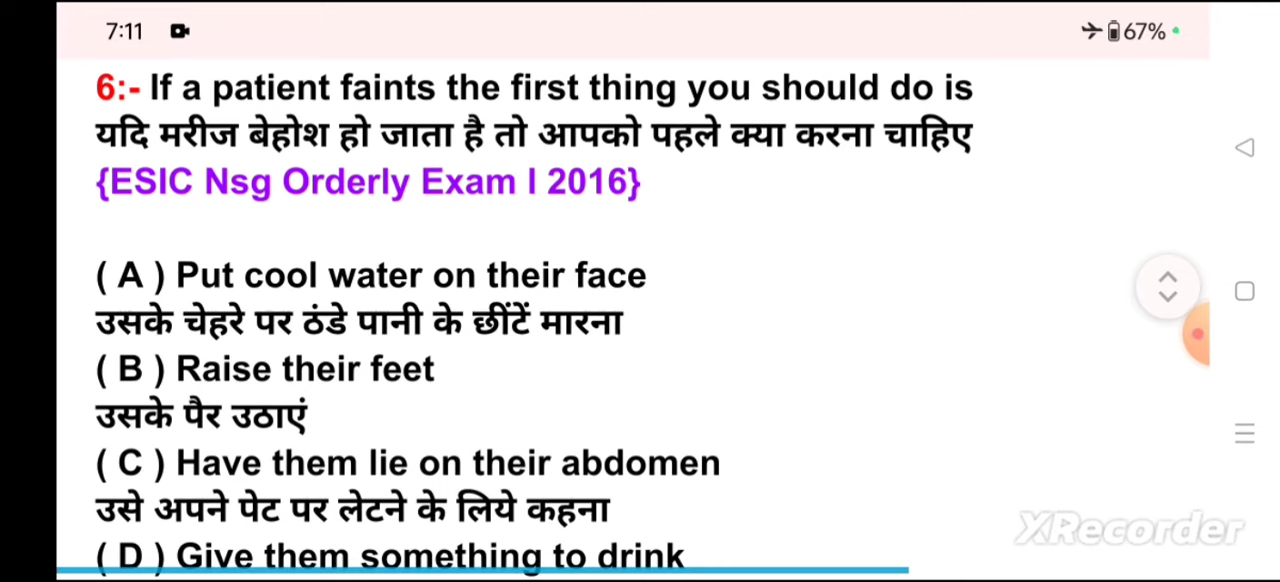 7:11
67%
6:- If a patient faints the first thing you should do is
यदि मरीज बेहोश हो जाता है तो आपको पहले क्या करना चाहिए
{ESIC Nsg Orderly Exam I 2016}
( A ) Put cool water on their face
उसके चेहरे पर ठंडे पानी के छींटें मारना
( B ) Raise their feet
उसके पैर उठाएं
( C ) Have them lie on their abdomen
उसे अपने पेट पर लेटने के लिये कहना
( D ) Give them something to drink
XRecorder